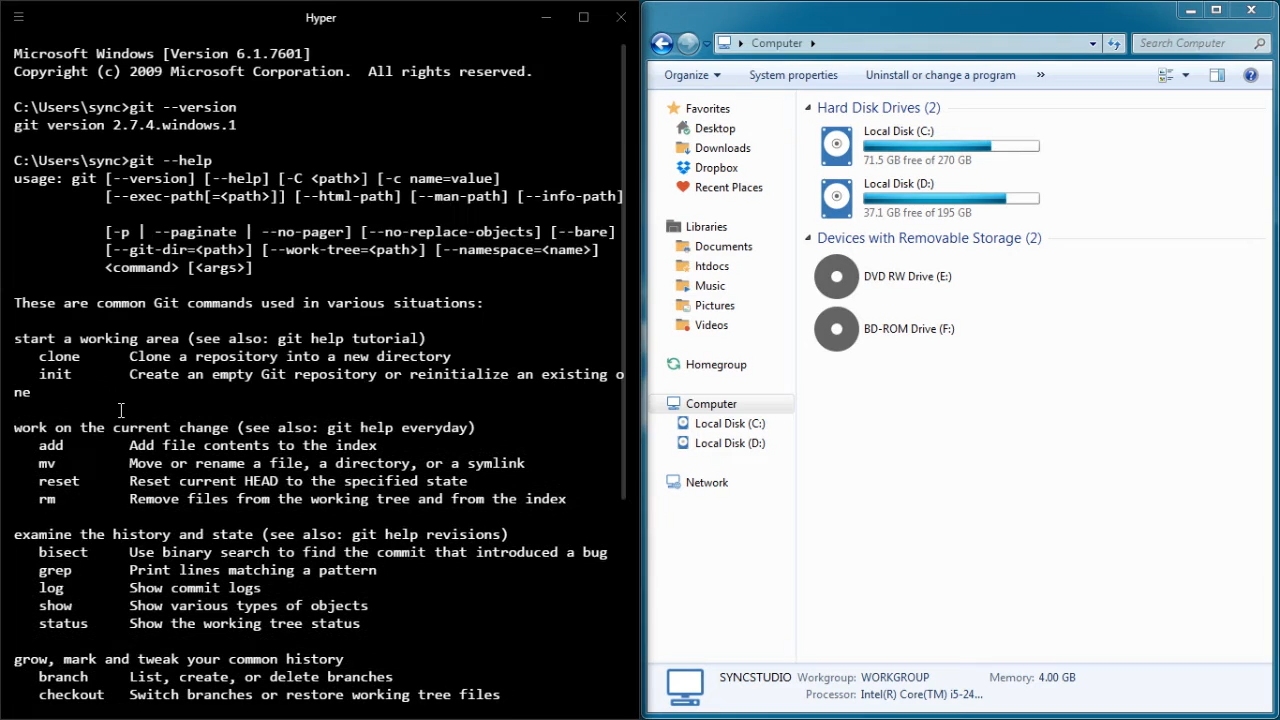 Hyper
Microsoft Windows [Version 6.1.7601]
Copyright (c) 2009 Microsoft Corporation.  All rights reserved.
C:\Users\sync>git --version
git version 2.7.4.windows.1
C:\Users\sync>git --help
usage: git [--version] [--help] [-C <path>] [-c name=value]
[--exec-path[=<path>]] [--html-path] [--man-path] [--info-path]
[-p | --paginate | --no-pager] [--no-replace-objects] [--bare]
[--git-dir=<path>] [--work-tree=<path>] [--namespace=<name>]
<command> [<args>]
These are common Git commands used in various situations:
start a working area (see also: git help tutorial)
clone      Clone a repository into a new directory
init       Create an empty Git repository or reinitialize an existing o
ne
work on the current change (see also: git help everyday)
add        Add file contents to the index
mv         Move or rename a file, a directory, or a symlink
reset      Reset current HEAD to the specified state
rm         Remove files from the working tree and from the index
examine the history and state (see also: git help revisions)
bisect     Use binary search to find the commit that introduced a bug
grep       Print lines matching a pattern
log        Show commit logs
show       Show various types of objects
status     Show the working tree status
grow, mark and tweak your common history
branch     List, create, or delete branches
checkout   Switch branches or restore working tree files
Computer
Search Computer
Organize
System properties
Uninstall or change a program
»
Favorites
Desktop
Downloads
Dropbox
Recent Places
Libraries
Documents
htdocs
Music
Pictures
Videos
Homegroup
Computer
Local Disk (C:)
Local Disk (D:)
Network
Hard Disk Drives (2)
Local Disk (C:)
71.5 GB free of 270 GB
Local Disk (D:)
37.1 GB free of 195 GB
Devices with Removable Storage (2)
DVD RW Drive (E:)
BD-ROM Drive (F:)
SYNCSTUDIO Workgroup: WORKGROUP Memory: 4.00 GB
Processor: Intel(R) Core(TM) i5-24...